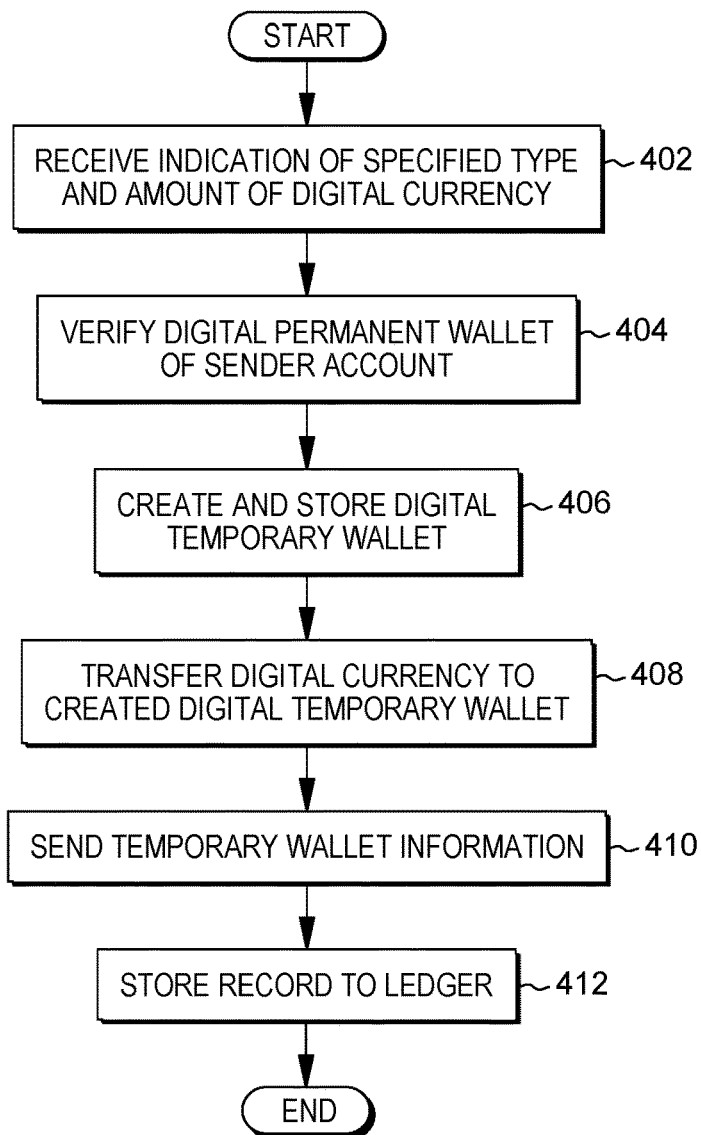 START
RECEIVE INDICATION OF SPECIFIED TYPE
AND AMOUNT OF DIGITAL CURRENCY
402
VERIFY DIGITAL PERMANENT WALLET
OF SENDER ACCOUNT
404
CREATE AND STORE DIGITAL
TEMPORARY WALLET
406
TRANSFER DIGITAL CURRENCY TO
CREATED DIGITAL TEMPORARY WALLET
408
SEND TEMPORARY WALLET INFORMATION
410
STORE RECORD TO LEDGER
412
END